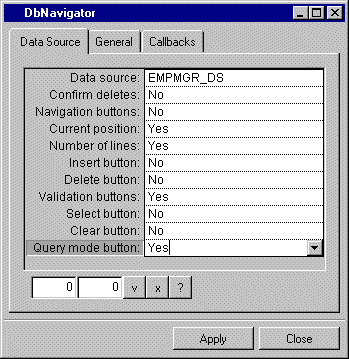 DbNavigator
Data Source General Callbacks
Data source: EMPMGR_DS
Confirm deletes: No
Navigation buttons: No
Current position: Yes
Number of lines: Yes
Insert button: No
Delete button: No
Validation buttons: Yes
Select button: No
Clear button: No
Query mode button: Yes
0 0 v x ?
Apply Close